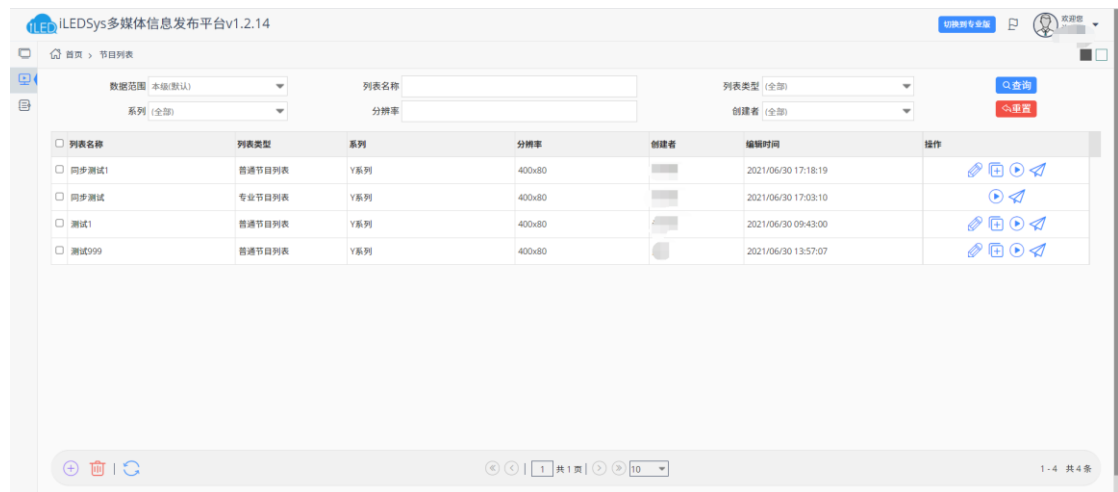 iLED iLEDSys多媒体信息发布平台v1.2.14 切换到专业版 欢迎您
首页 > 节目列表
数据范围 本级(默认) 列表名称 列表类型 (全部) 查询
系列 (全部) 分辨率 创建者 (全部) 重置
列表名称 列表类型 系列 分辨率 创建者 编辑时间 操作
同步测试1 普通节目列表 Y系列 400x80 2021/06/30 17:18:19
同步测试 专业节目列表 Y系列 400x80 2021/06/30 17:03:10
测试1 普通节目列表 Y系列 400x80 2021/06/30 09:43:00
测试999 普通节目列表 Y系列 400x80 2021/06/30 13:57:07
1 共1页 10 1-4 共4条